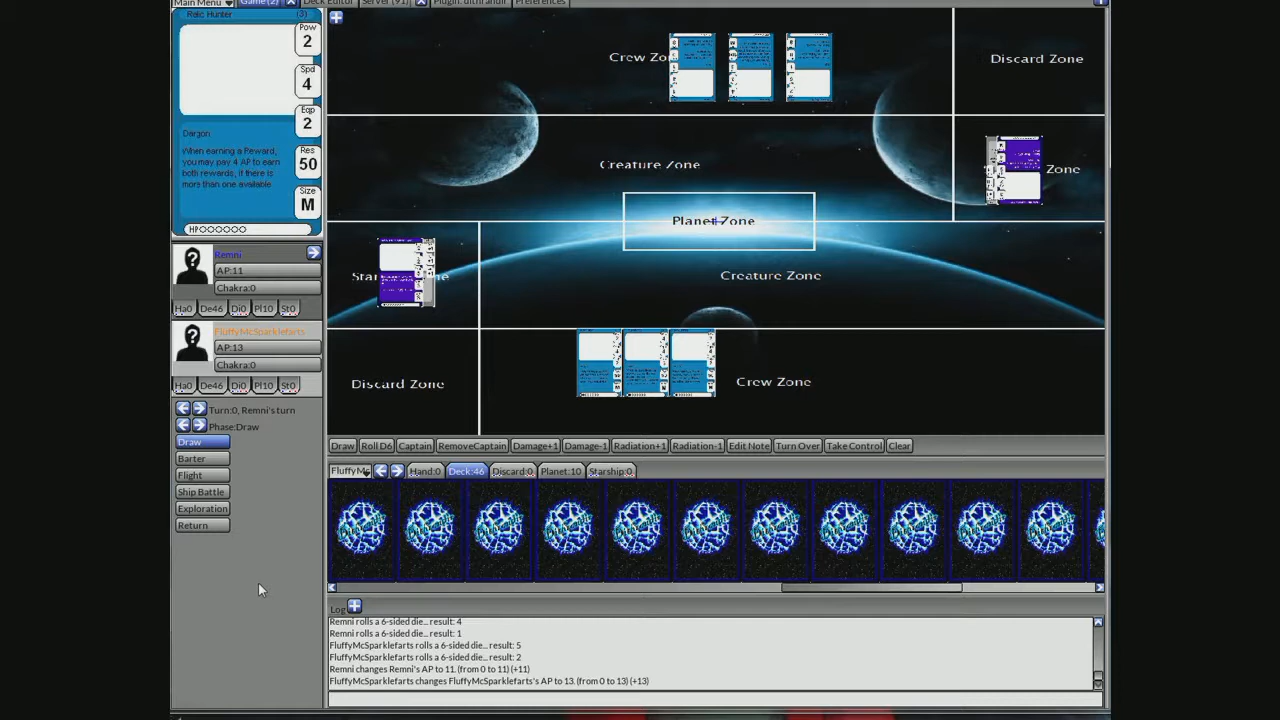 Main Menu Game (2) Deck Editor Server (91) Preferences
Relic Hunter (3)
Pow
2
Spd
4
Eqp
2
Res
50
Size
M
Dargon
When earning a Reward,
you may pay 4 AP to earn
both rewards, if there is
more than one available
HP
Remni
AP:11
Chakra:0
Ha0 De46 Di0 Pl10 St0
FluffyMcSparklefarts
AP:13
Chakra:0
Ha0 De46 Di0 Pl10 St0
Turn:0, Remni's turn
Phase:Draw
Draw
Barter
Flight
Ship Battle
Exploration
Return
Crew Zo
Discard Zone
Creature Zone
Zone
Planet Zone
Creature Zone
Discard Zone
Crew Zone
Draw Roll D6 Captain RemoveCaptain Damage+1 Damage-1 Radiation+1 Radiation-1 Edit Note Turn Over Take Control Clear
FluffyMc Hand:0 Deck:46 Discard:0 Planet:10 Starship:0
Log
Remni rolls a 6-sided die... result: 4
Remni rolls a 6-sided die... result: 1
FluffyMcSparklefarts rolls a 6-sided die... result: 5
FluffyMcSparklefarts rolls a 6-sided die... result: 2
Remni changes Remni's AP to 11. (from 0 to 11) (+11)
FluffyMcSparklefarts changes FluffyMcSparklefarts's AP to 13. (from 0 to 13) (+13)